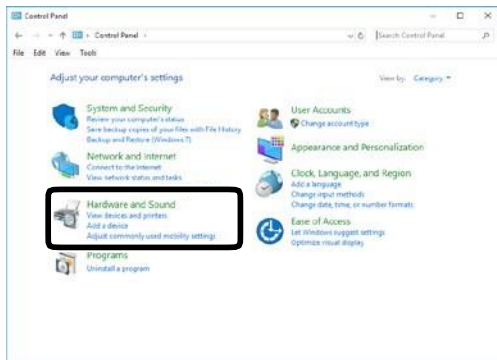 Control Panel
Control Panel
Search Control Panel
File Edit View Tools
Adjust your computer's settings
View by: Category
System and Security
Review your computer's status
Save backup copies of your files with File History
Backup and Restore (Windows 7)
Network and Internet
Connect to the Internet
View network status and tasks
Hardware and Sound
View devices and printers
Add a device
Adjust commonly used mobility settings
Programs
Uninstall a program
User Accounts
Change account type
Appearance and Personalization
Clock, Language, and Region
Add a language
Change input methods
Change date, time, or number formats
Ease of Access
Let Windows suggest settings
Optimize visual display